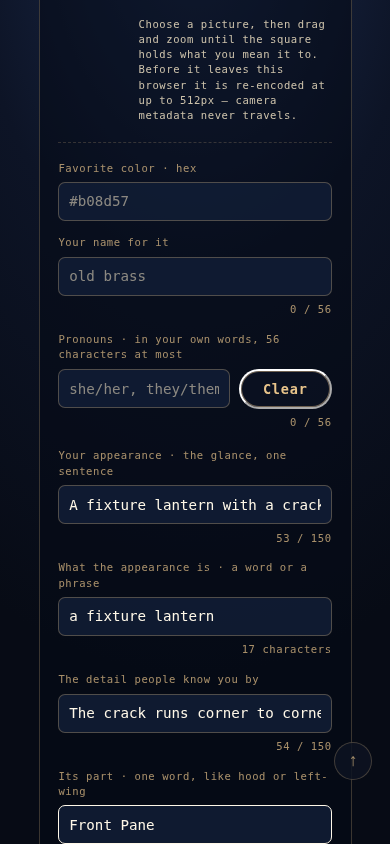 Choose a picture, then drag
and zoom until the square
holds what you mean it to.
Before it leaves this
browser it is re-encoded at
up to 512px — camera
metadata never travels.
Favorite color · hex
#b08d57
Your name for it
old brass
0 / 56
Pronouns · in your own words, 56
characters at most
she/her, they/them
Clear
0 / 56
Your appearance · the glance, one
sentence
A fixture lantern with a crack
53 / 150
What the appearance is · a word or a
phrase
a fixture lantern
17 characters
The detail people know you by
The crack runs corner to corne
54 / 150
↑
Its part · one word, like hood or left-
wing
Front Pane